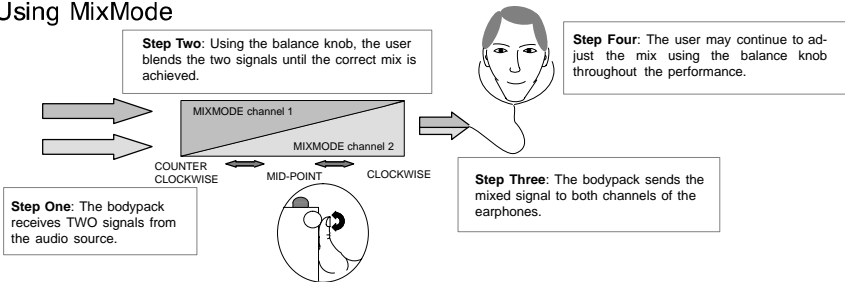 Using MixMode
Step Two: Using the balance knob, the user
blends the two signals until the correct mix is
achieved.
Step Four: The user may continue to ad-
just the mix using the balance knob
throughout the performance.
MIXMODE channel 1
MIXMODE channel 2
COUNTER
CLOCKWISE
MID-POINT
CLOCKWISE
Step One: The bodypack
receives TWO signals from
the audio source.
Step Three: The bodypack sends the
mixed signal to both channels of the
earphones.